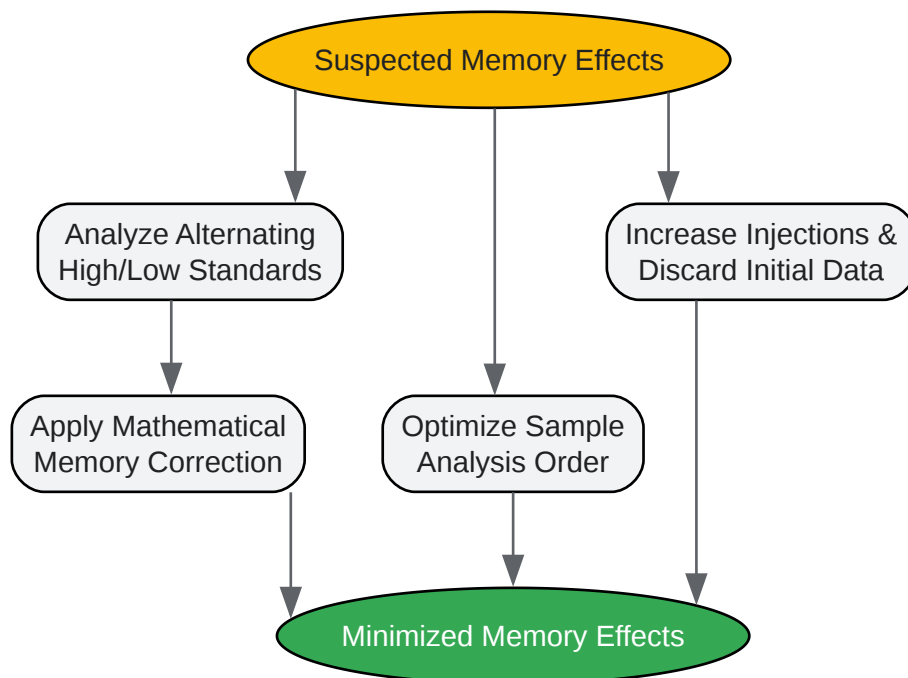 Suspected Memory Effects
Analyze Alternating
High/Low Standards
Increase Injections &
Discard Initial Data
Apply Mathematical
Memory Correction
Optimize Sample
Analysis Order
Minimized Memory Effects